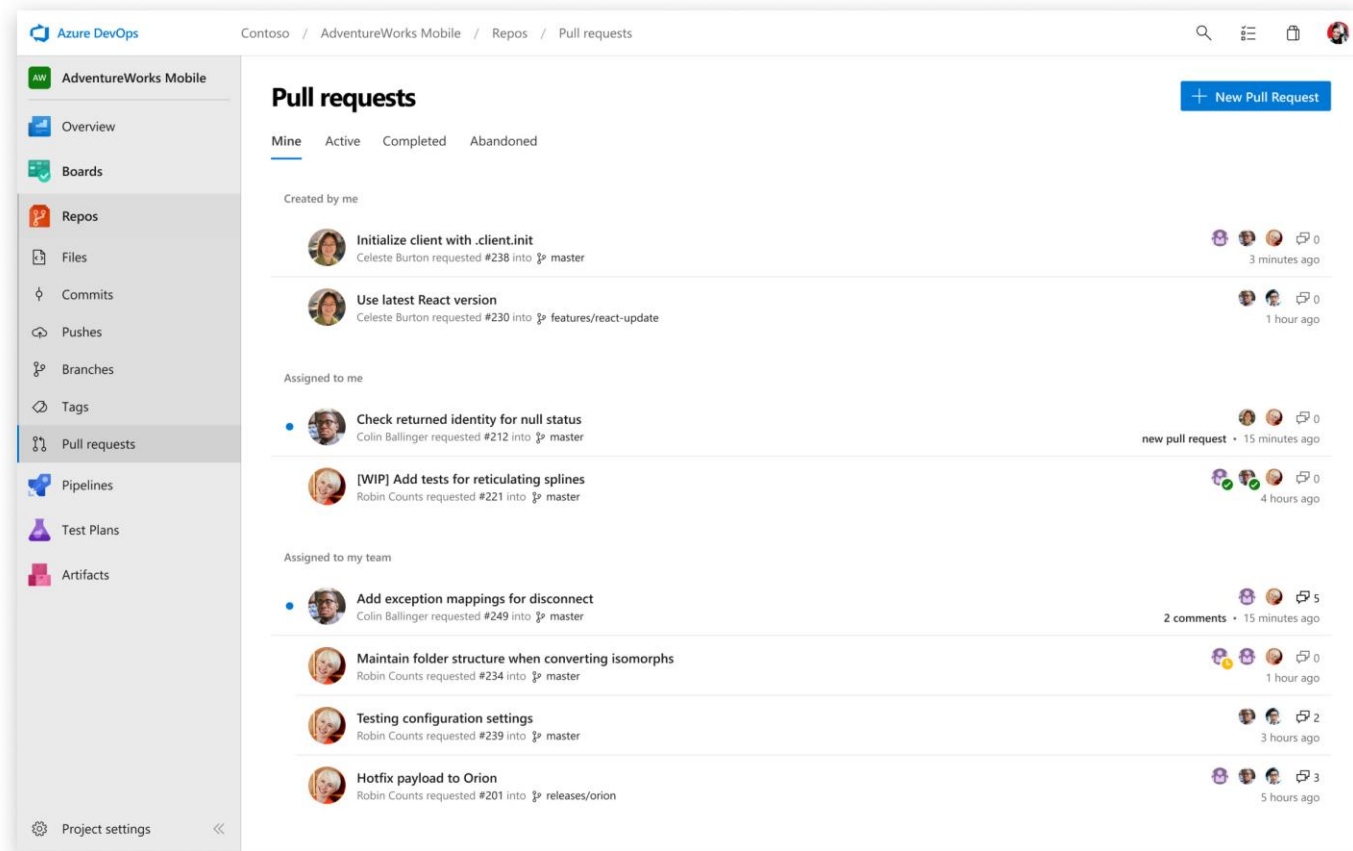 Azure DevOps
Contoso / AdventureWorks Mobile / Repos / Pull requests
AW AdventureWorks Mobile
Overview
Boards
Repos
Files
Commits
Pushes
Branches
Tags
Pull requests
Pipelines
Test Plans
Artifacts
Project settings
Pull requests
+ New Pull Request
Mine Active Completed Abandoned
Created by me
Initialize client with .client.init
0
Celeste Burton requested #238 into master
3 minutes ago
Use latest React version
0
Celeste Burton requested #230 into features/react-update
1 hour ago
Assigned to me
Check returned identity for null status
0
Colin Ballinger requested #212 into master
new pull request • 15 minutes ago
[WIP] Add tests for reticulating splines
0
Robin Counts requested #221 into master
4 hours ago
Assigned to my team
Add exception mappings for disconnect
5
Colin Ballinger requested #249 into master
2 comments • 15 minutes ago
Maintain folder structure when converting isomorphs
0
Robin Counts requested #234 into master
1 hour ago
Testing configuration settings
2
Robin Counts requested #239 into master
3 hours ago
Hotfix payload to Orion
3
Robin Counts requested #201 into releases/orion
5 hours ago